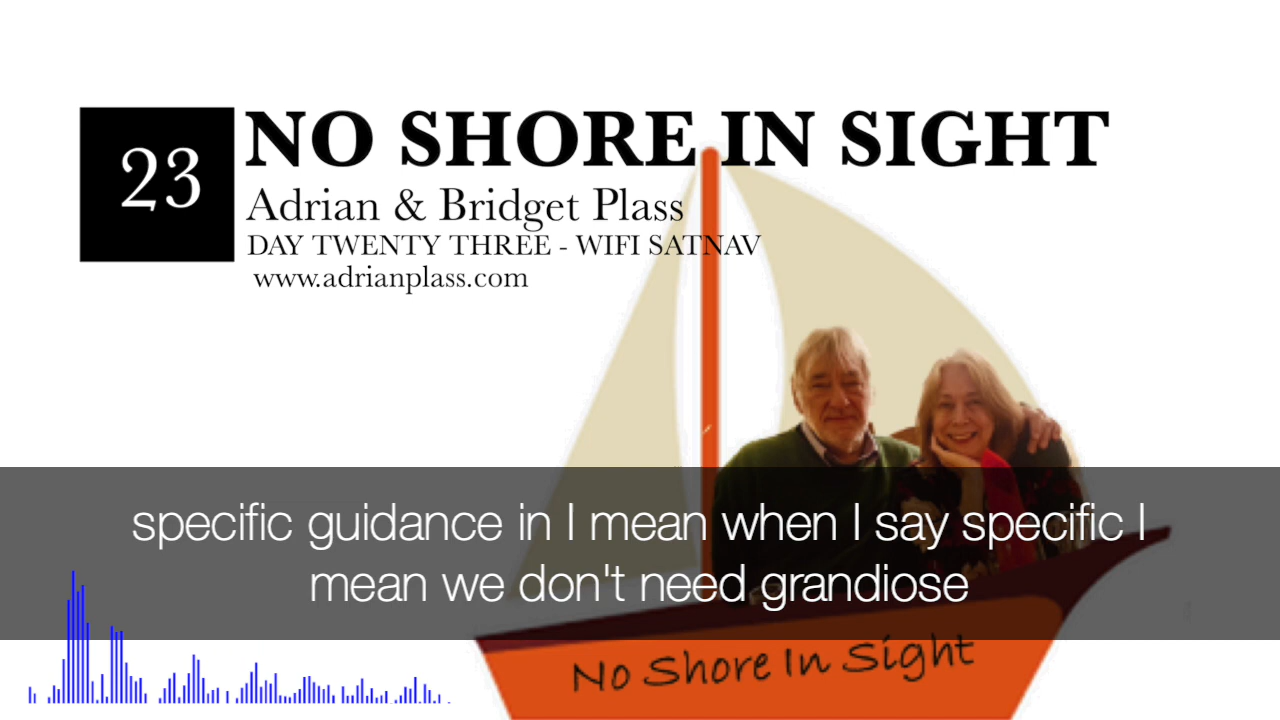 23
NO SHORE IN SIGHT
Adrian & Bridget Plass
DAY TWENTY THREE - WIFI SATNAV
www.adrianplass.com
specific guidance in I mean when I say specific I
mean we don't need grandiose
No Shore In Sight